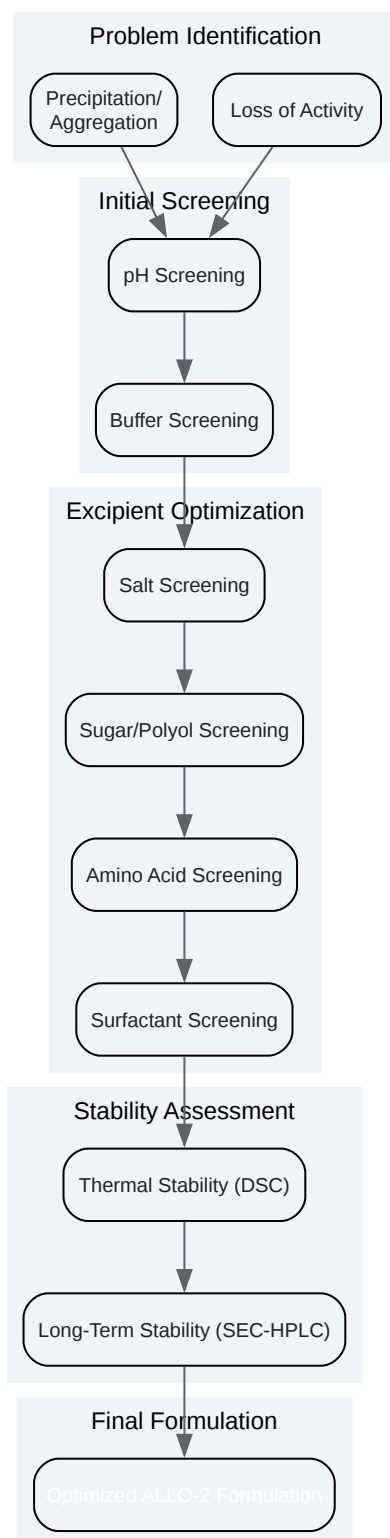 Problem Identification
Precipitation/
Aggregation
Loss of Activity
Initial Screening
pH Screening
Buffer Screening
Excipient Optimization
Salt Screening
Sugar/Polyol Screening
Amino Acid Screening
Surfactant Screening
Stability Assessment
Thermal Stability (DSC)
Long-Term Stability (SEC-HPLC)
Final Formulation
Optimized ALLO-2 Formulation